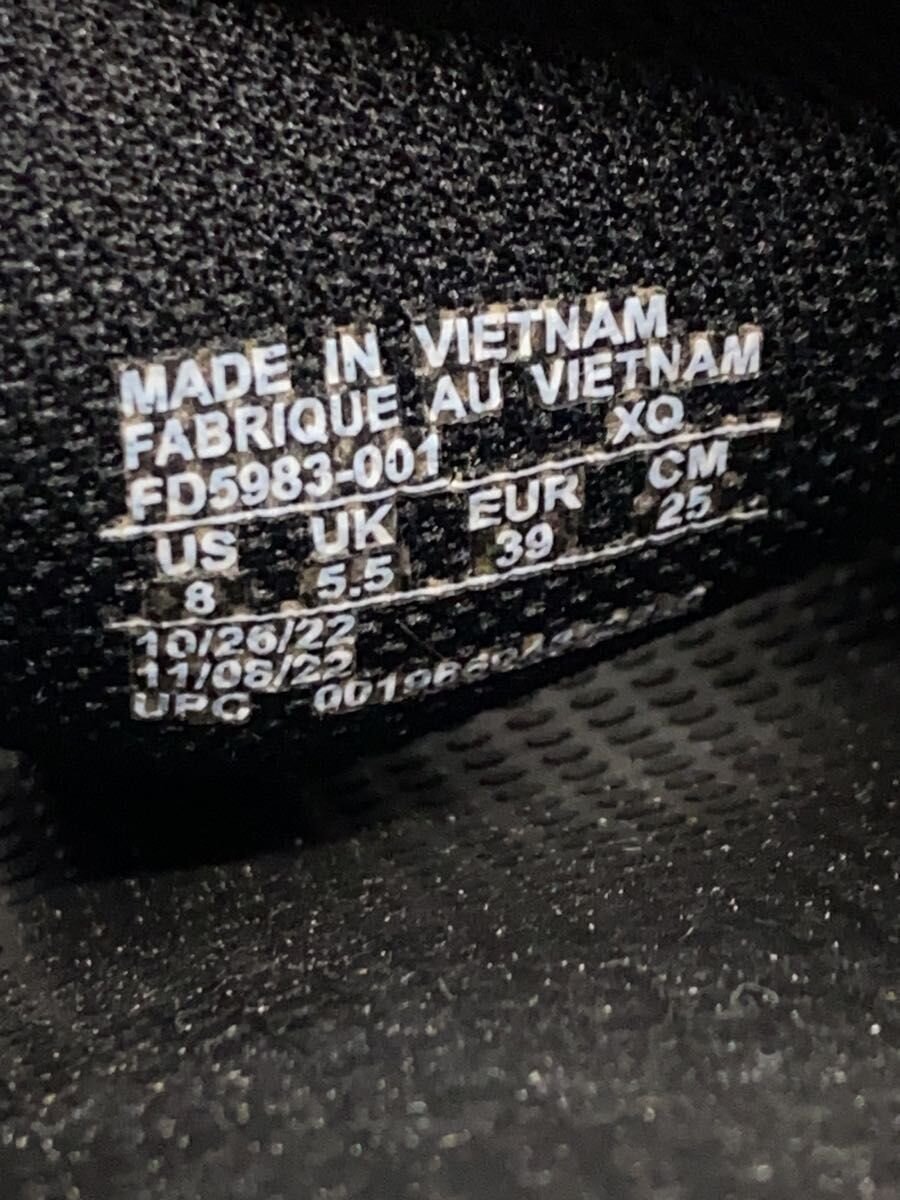 MADE IN VIETNAM
FABRIQUE AU VIETNAM
FD5983-001 XQ
US UK EUR CM
8 5.5 39 25
10/26/22
11/08/22
UPC